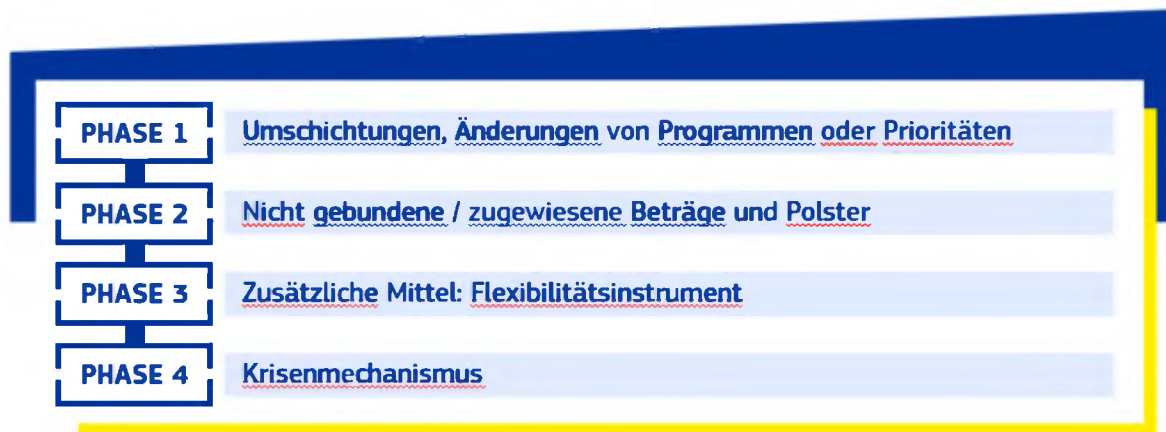 PHASE 1 Umschichtungen, Änderungen von Programmen oder Prioritäten
PHASE 2 Nicht gebundene / zugewiesene Beträge und Polster
PHASE 3 Zusätzliche Mittel: Flexibilitätsinstrument
PHASE 4 Krisenmechanismus